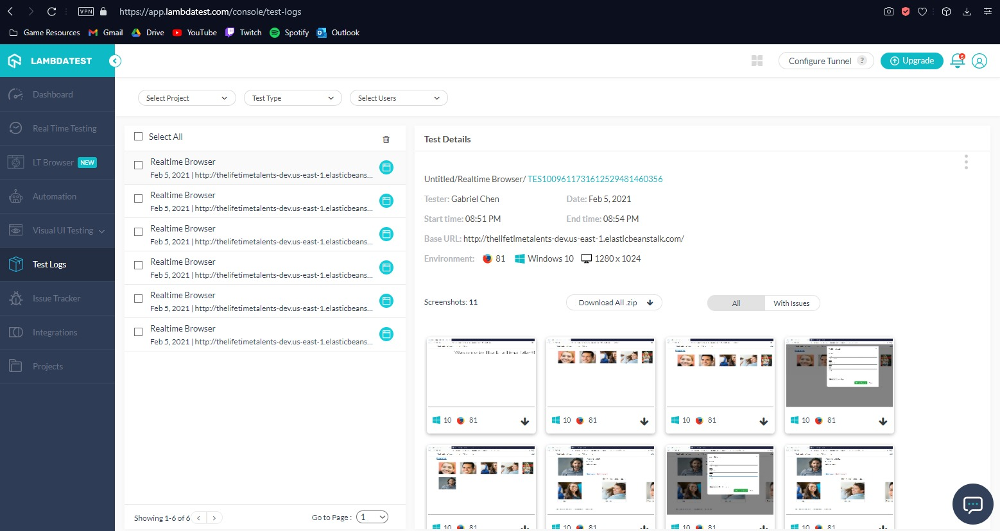 VPN https://app.lambdatest.com/console/test-logs
Game Resources Gmail Drive YouTube Twitch Spotify Outlook
LAMBDATEST
Configure Tunnel ? Upgrade 5
Dashboard
Real Time Testing
LT Browser NEW
Automation
Visual UI Testing
Test Logs
Issue Tracker
Integrations
Projects
Select Project Test Type Select Users
Select All
Realtime Browser
Feb 5, 2021 | http://thelifetimetalents-dev.us-east-1.elasticbeans...
Realtime Browser
Feb 5, 2021 | http://thelifetimetalents-dev.us-east-1.elasticbeans...
Realtime Browser
Feb 5, 2021 | http://thelifetimetalents-dev.us-east-1.elasticbeans...
Realtime Browser
Feb 5, 2021 | http://thelifetimetalents-dev.us-east-1.elasticbeans...
Realtime Browser
Feb 5, 2021 | http://thelifetimetalents-dev.us-east-1.elasticbeans...
Realtime Browser
Feb 5, 2021 | http://thelifetimetalents-dev.us-east-1.elasticbeans...
Showing 1-6 of 6 Go to Page : 1
Test Details
Untitled/Realtime Browser/ TES1009611731612529481460356
Tester: Gabriel Chen Date: Feb 5, 2021
Start time: 08:51 PM End time: 08:54 PM
Base URL: http://thelifetimetalents-dev.us-east-1.elasticbeanstalk.com/
Environment: 81 Windows 10 1280 x 1024
Screenshots: 11 Download All .zip All With Issues
10 81 10 81 10 81 10 81
10 81 10 81 10 81 10 81